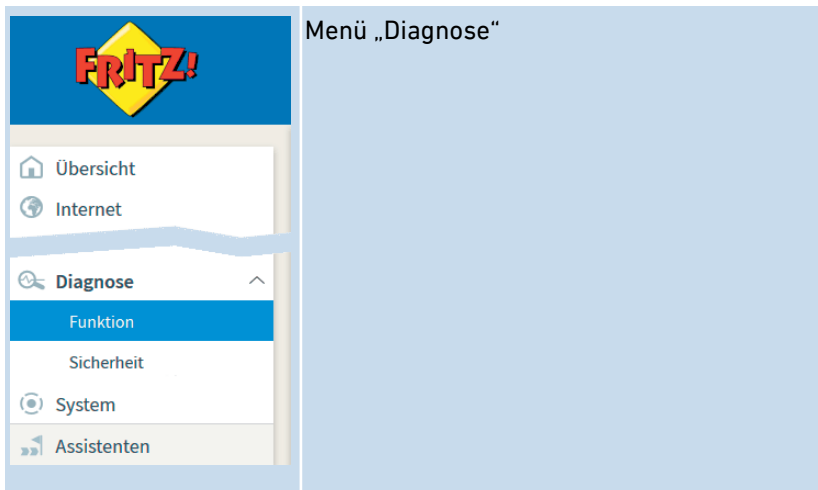 FRITZ!
Menü „Diagnose“
Übersicht
Internet
Diagnose
Funktion
Sicherheit
System
Assistenten